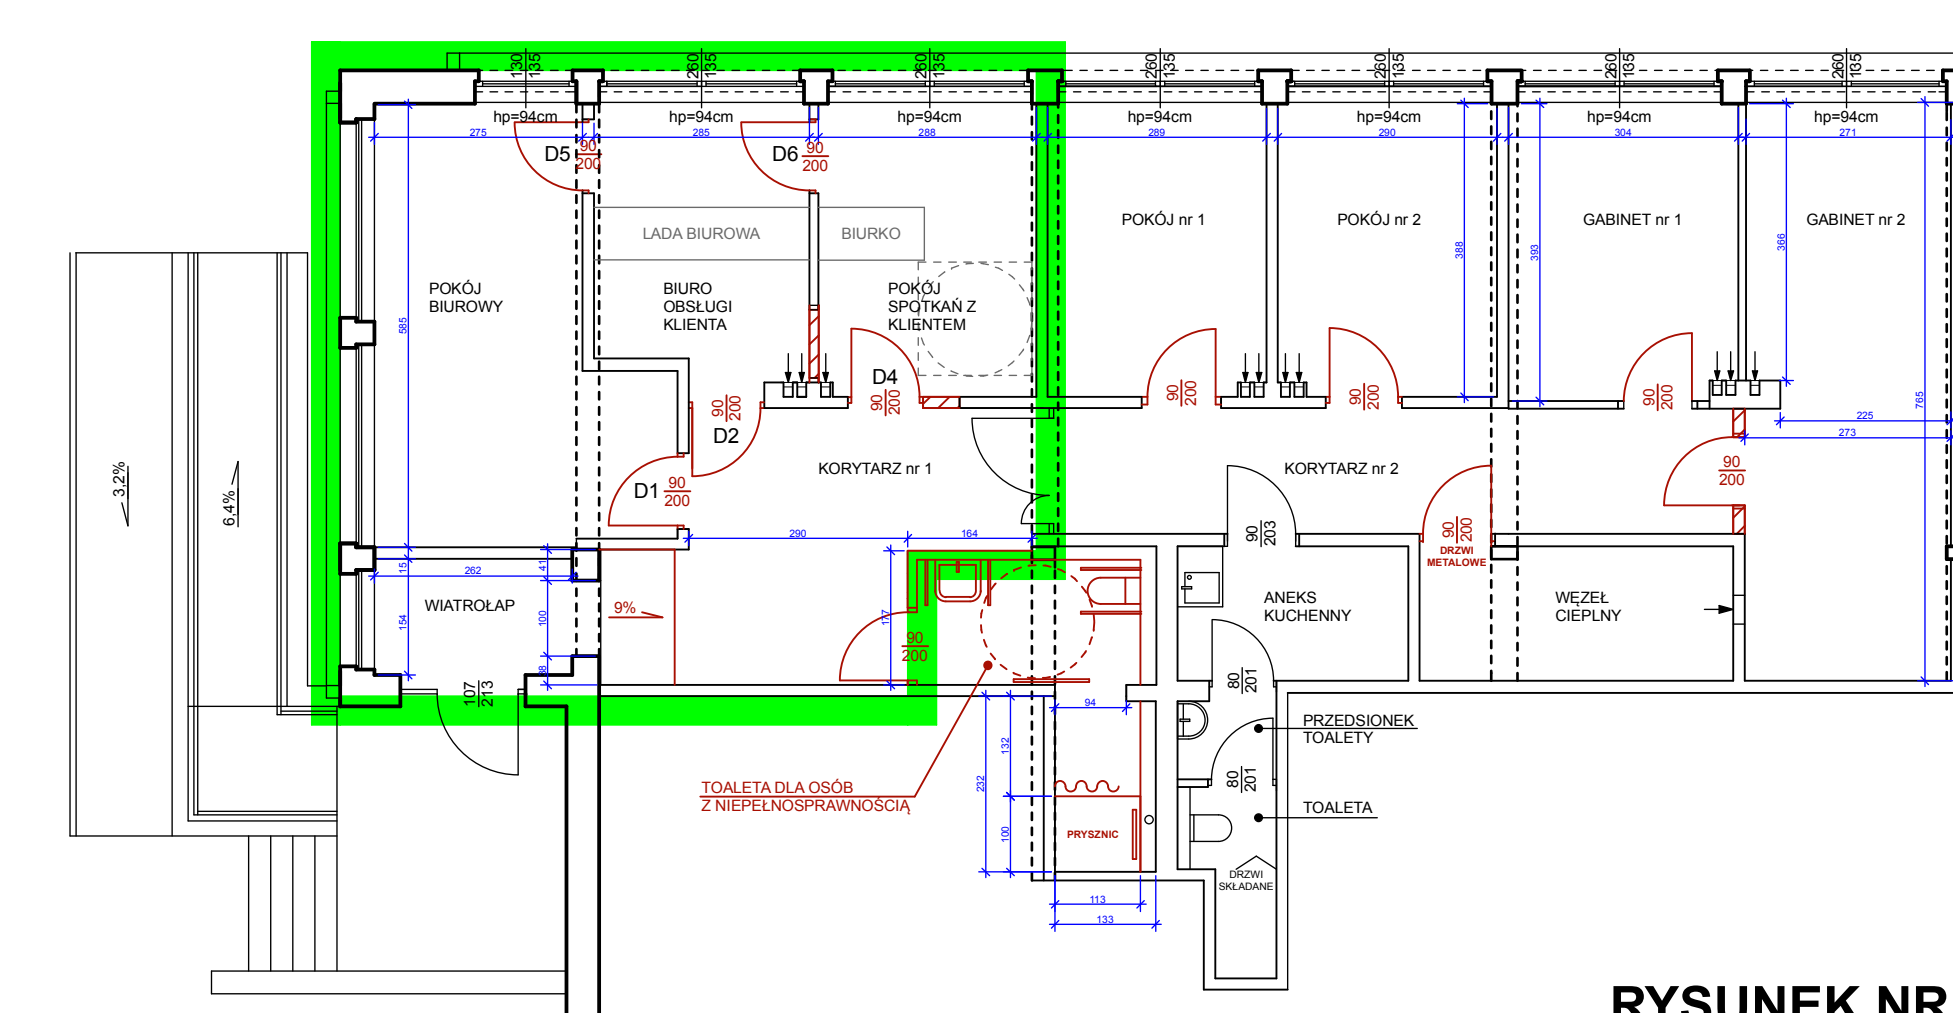 130
135
260
135
260
135
260
135
260
135
260
135
260
135
hp=94cm
hp=94cm
hp=94cm
hp=94cm
hp=94cm
hp=94cm
hp=94cm
275
285
288
289
290
304
271
D5 90
200
D6 90
200
LADA BIUROWA
BIURKO
POKÓJ nr 1
POKÓJ nr 2
GABINET nr 1
GABINET nr 2
388
393
366
585
POKÓJ
BIUROWY
BIURO
OBSŁUGI
KLIENTA
POKÓJ
SPOTKAŃ Z
KLIENTEM
D4
90
200
90
200
D2
90
200
90
200
90
200
765
225
273
3,2%
6,4%
KORYTARZ nr 1
KORYTARZ nr 2
D1 90
200
90
200
290
164
90
203
90
200
DRZWI
METALOWE
15
262
41
WIATROŁAP
154
100
38
9%
177
90
200
ANEKS
KUCHENNY
WĘZEŁ
CIEPLNY
107
213
80
201
94
132
232
PRZEDSIONEK
TOALETY
80
201
TOALETA DLA OSÓB
Z NIEPEŁNOSPRAWNOŚCIĄ
TOALETA
100
PRYSZNIC
DRZWI
SKŁADANE
113
133
RYSUNEK NR